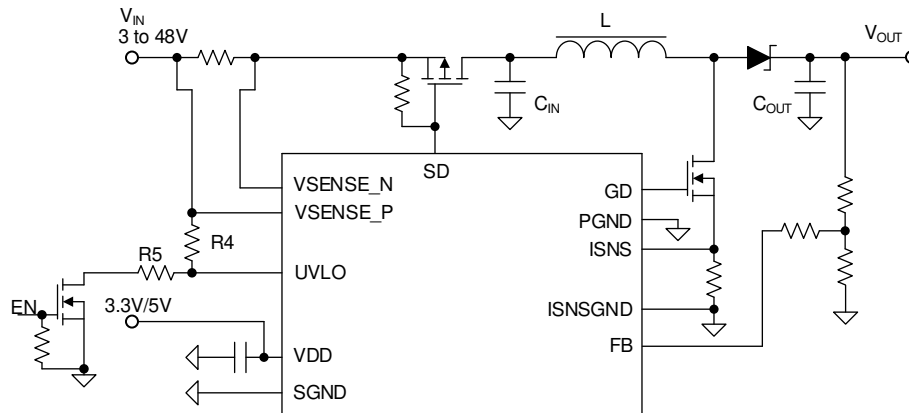 VIN
3 to 48V
L
VOUT
CIN
COUT
SD
VSENSE_N
GD
VSENSE_P
PGND
R4
ISNS
R5
UVLO
EN
3.3V/5V
ISNSGND
VDD
FB
SGND